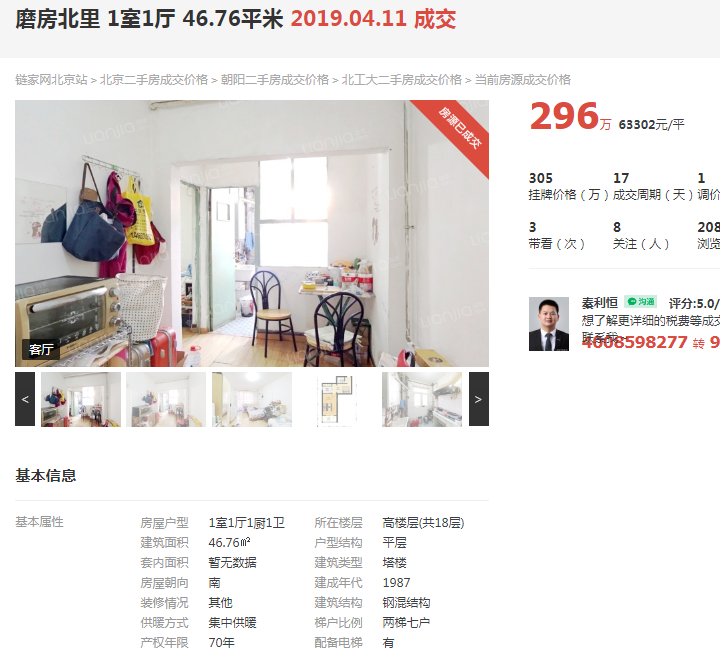 磨房北里 1室1厅 46.76平米 2019.04.11 成交
链家网北京站 > 北京二手房成交价格 > 朝阳二手房成交价格 > 北工大二手房成交价格 > 当前房源成交价格
房源已成交
lianjia
客厅
< >
296万 63302元/平
305 17 1
挂牌价格（万） 成交周期（天） 调价
3 8 208
带看（次） 关注（人） 浏览
秦利恒 沟通 评分:5.0/
想了解更详细的税费等成交
联系我
4008598277 转 9
基本信息
基本属性 房屋户型 1室1厅1厨1卫 所在楼层 高楼层(共18层)
建筑面积 46.76㎡ 户型结构 平层
套内面积 暂无数据 建筑类型 塔楼
房屋朝向 南 建成年代 1987
装修情况 其他 建筑结构 钢混结构
供暖方式 集中供暖 梯户比例 两梯七户
产权年限 70年 配备电梯 有